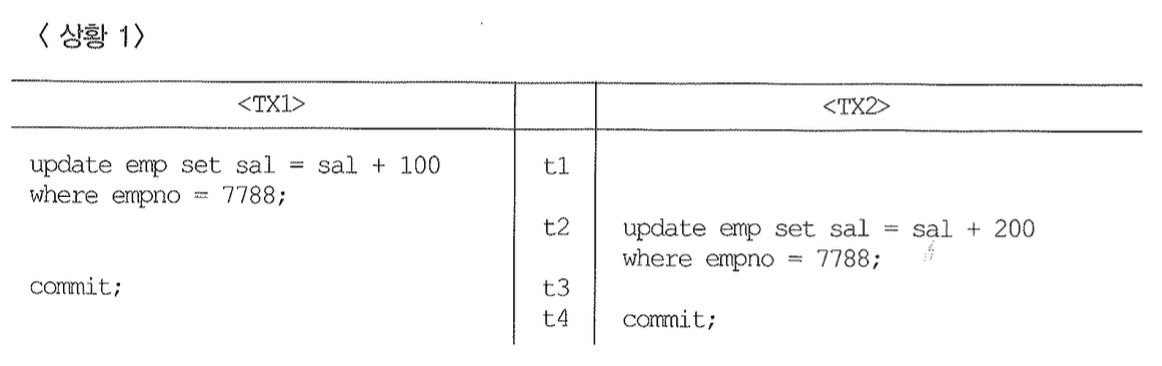 〈 상황 1〉
<TX1> <TX2>
update emp set sal = sal + 100 t1
where empno = 7788;
t2 update emp set sal = sal + 200
where empno = 7788;
commit; t3
t4 commit;